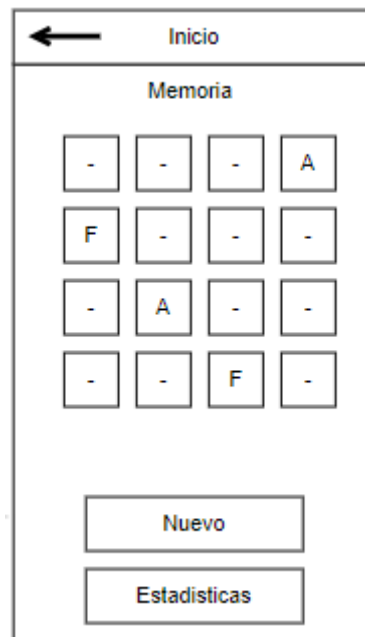 Inicio
Memoria
- - - A
F - - -
- A - -
- - F -
Nuevo
Estadisticas